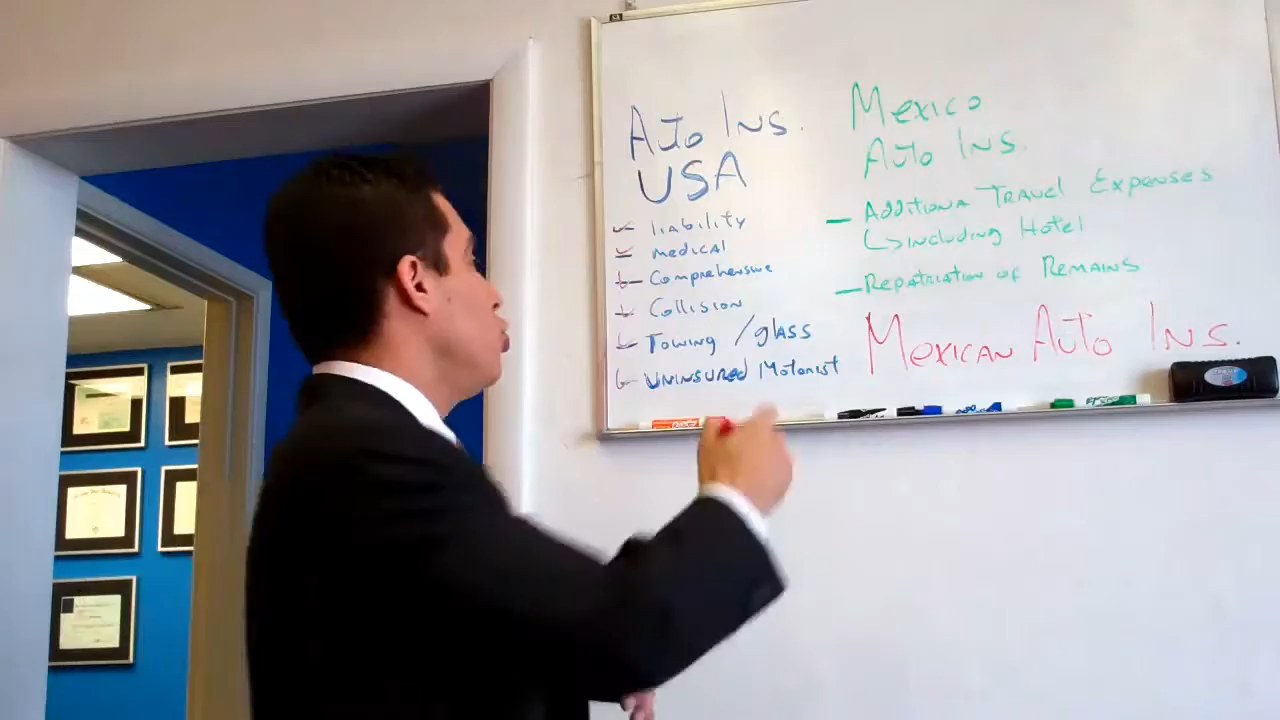 Auto Ins.
USA
liability
medical
Comprehensive
Collision
Towing / glass
Uninsured Motorist
Mexico
Auto Ins.
- Additiona Travel Expenses
↳ including Hotel
- Repatriation of Remains
Mexican Auto Ins.
EXPO